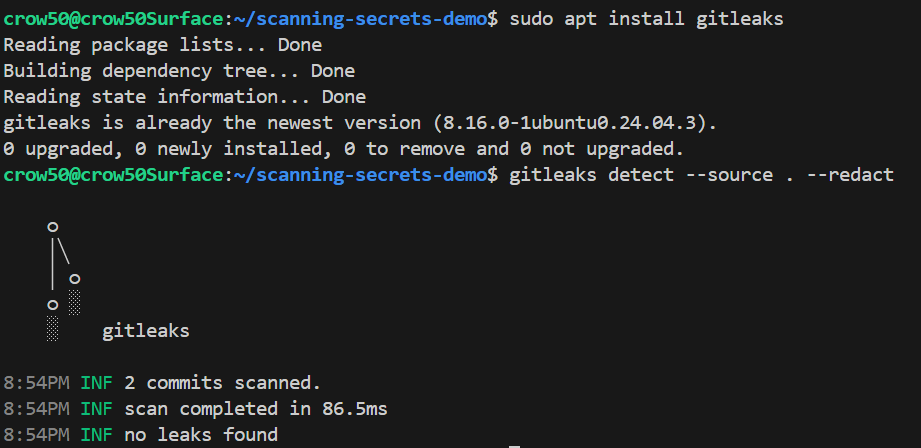 crow50@crow50Surface:~/scanning-secrets-demo$ sudo apt install gitleaks
Reading package lists... Done
Building dependency tree... Done
Reading state information... Done
gitleaks is already the newest version (8.16.0-1ubuntu0.24.04.3).
0 upgraded, 0 newly installed, 0 to remove and 0 not upgraded.
crow50@crow50Surface:~/scanning-secrets-demo$ gitleaks detect --source . --redact
    ○
    │╲
    │ ○
    ○ ░
    ░    gitleaks
8:54PM INF 2 commits scanned.
8:54PM INF scan completed in 86.5ms
8:54PM INF no leaks found